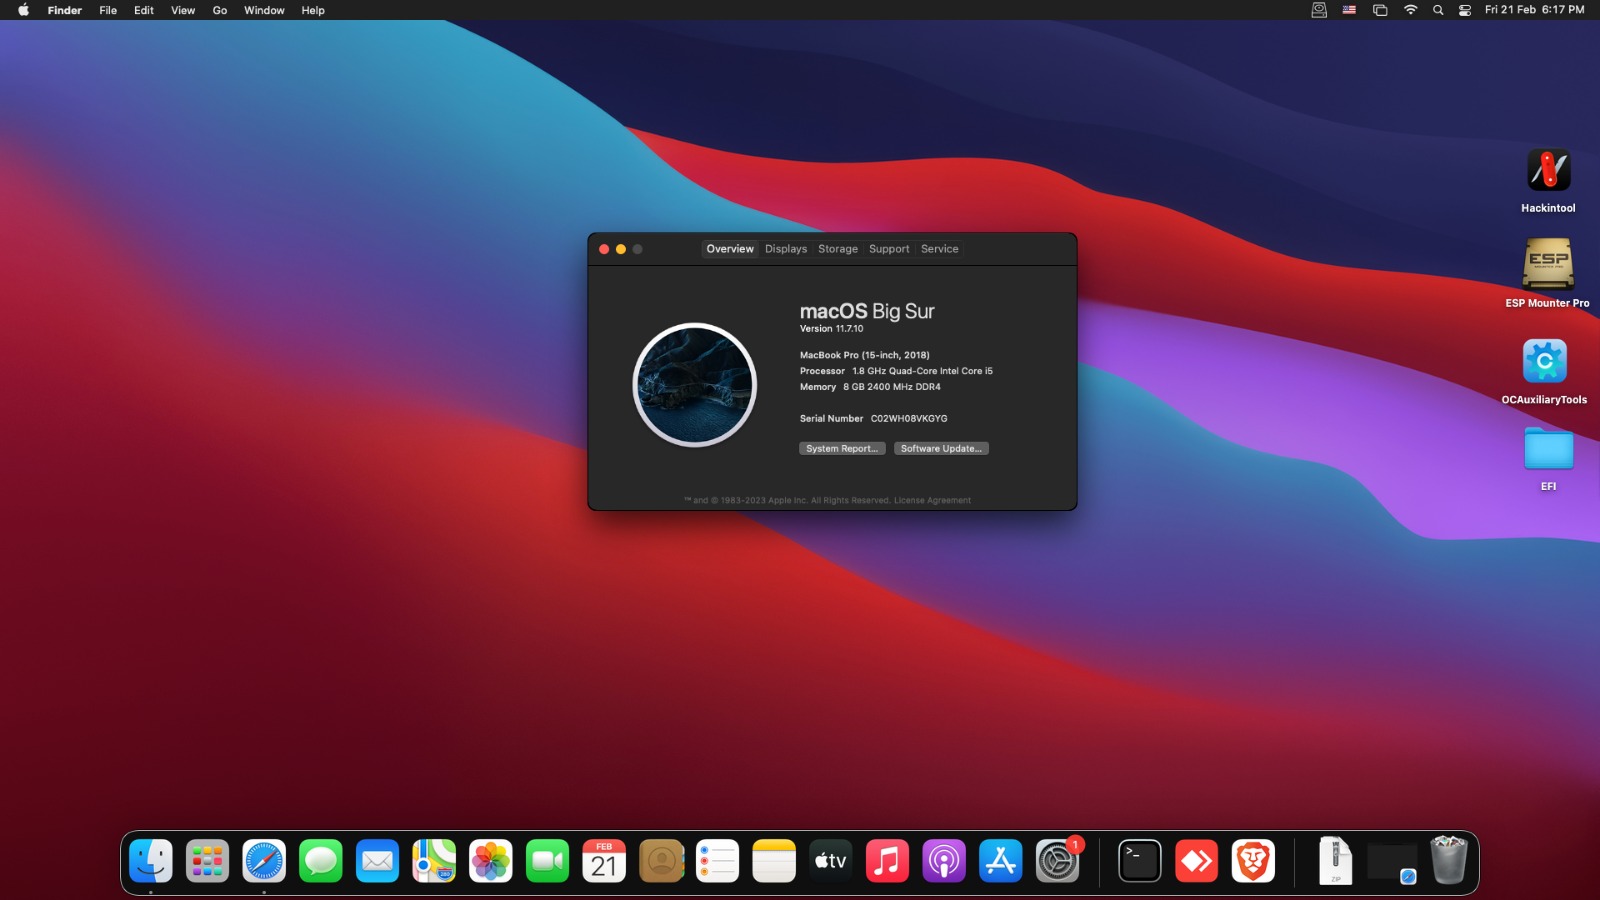 Finder File Edit View Go Window Help
Fri 21 Feb 6:17 PM
Hackintool
ESP
ESP Mounter Pro
C
OCAuxiliaryTools
EFI
Overview Displays Storage Support Service
macOS Big Sur
Version 11.7.10
MacBook Pro (15-inch, 2018)
Processor 1.8 GHz Quad-Core Intel Core i5
Memory 8 GB 2400 MHz DDR4
Serial Number C02WH08VKGYG
System Report... Software Update...
™ and © 1983-2023 Apple Inc. All Rights Reserved. License Agreement
FEB
21
tv
1
>_
ZIP